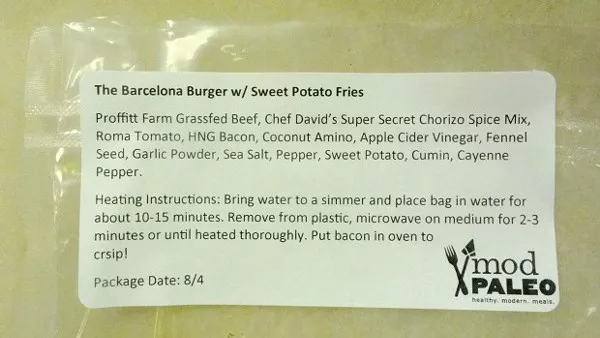 The Barcelona Burger w/ Sweet Potato Fries
Proffitt Farm Grassfed Beef, Chef David's Super Secret Chorizo Spice Mix,
Roma Tomato, HNG Bacon, Coconut Amino, Apple Cider Vinegar, Fennel
Seed, Garlic Powder, Sea Salt, Pepper, Sweet Potato, Cumin, Cayenne
Pepper.
Heating Instructions: Bring water to a simmer and place bag in water for
about 10-15 minutes. Remove from plastic, microwave on medium for 2-3
minutes or until heated thoroughly. Put bacon in oven to
crsip!
Package Date: 8/4
mod
PALEO
healthy. modern. meals.